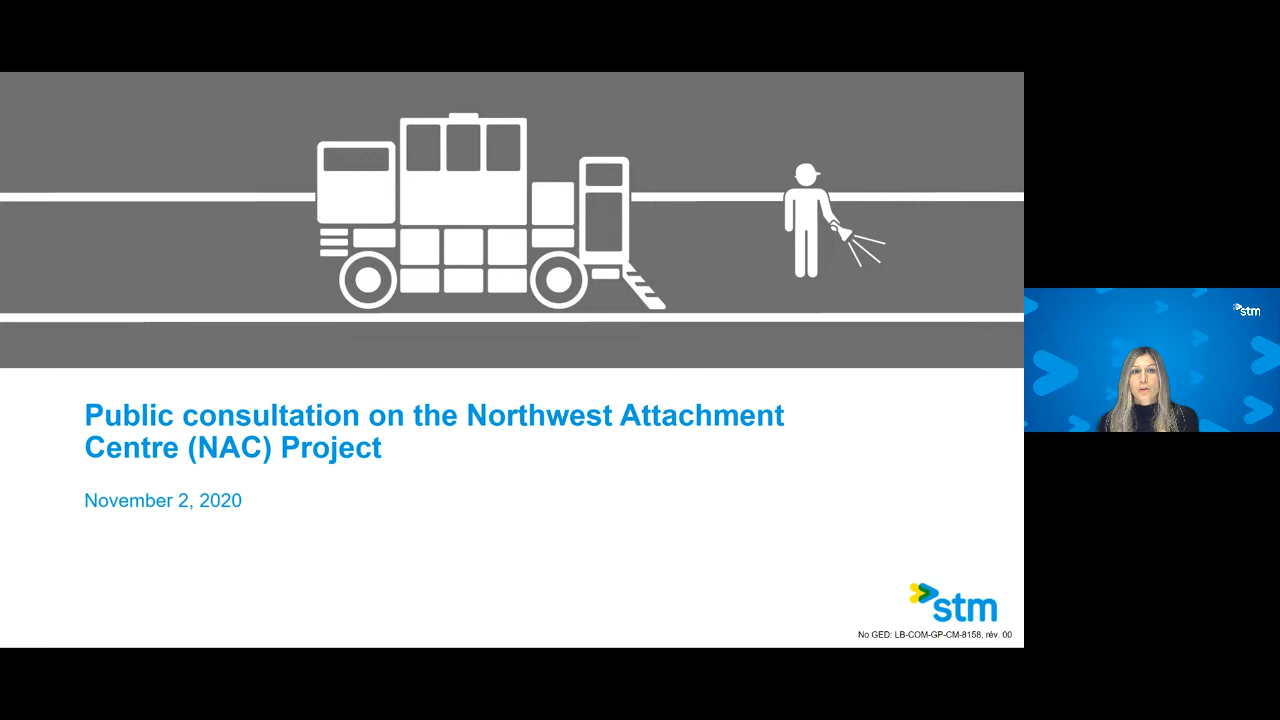 Public consultation on the Northwest Attachment
Centre (NAC) Project
November 2, 2020
stm
No GED: LB-COM-GP-CM-8158, rév. 00
stm